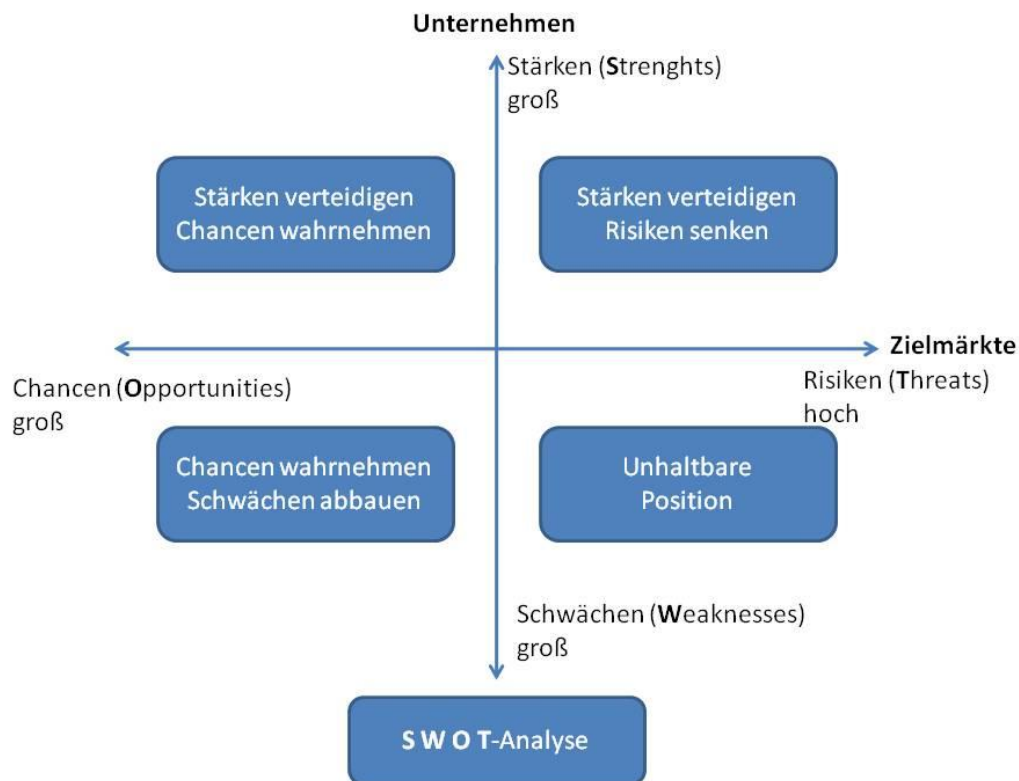 Unternehmen
Stärken (Strenghts)
groß
Stärken verteidigen
Chancen wahrnehmen
Stärken verteidigen
Risiken senken
Zielmärkte
Chancen (Opportunities)
groß
Risiken (Threats)
hoch
Chancen wahrnehmen
Schwächen abbauen
Unhaltbare
Position
Schwächen (Weaknesses)
groß
S W O T-Analyse